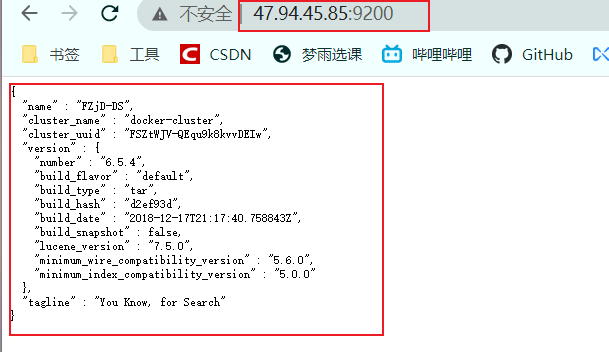 不安全 47.94.45.85:9200
书签 工具 CSDN 梦雨选课 哔哩哔哩 GitHub
{
"name" : "FZjD-DS",
"cluster_name" : "docker-cluster",
"cluster_uuid" : "FSZtWJV-QEqu9k8kvvDEIw",
"version" : {
"number" : "6.5.4",
"build_flavor" : "default",
"build_type" : "tar",
"build_hash" : "d2ef93d",
"build_date" : "2018-12-17T21:17:40.758843Z",
"build_snapshot" : false,
"lucene_version" : "7.5.0",
"minimum_wire_compatibility_version" : "5.6.0",
"minimum_index_compatibility_version" : "5.0.0"
},
"tagline" : "You Know, for Search"
}